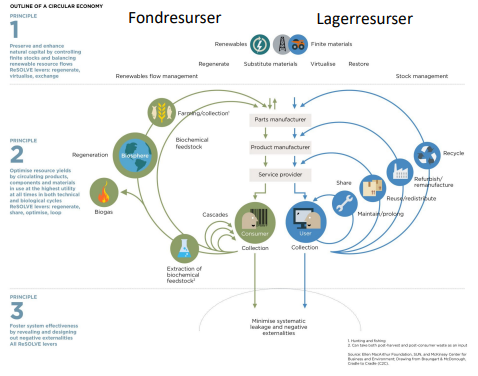 OUTLINE OF A CIRCULAR ECONOMY
Fondresurser
Lagerresurser
PRINCIPLE
1
Preserve and enhance
natural capital by controlling
finite stocks and balancing
renewable resource flows
ReSOLVE levers: regenerate,
virtualise, exchange
Renewables
Finite materials
Regenerate
Substitute materials
Virtualise
Restore
Renewables flow management
Stock management
PRINCIPLE
2
Optimise resource yields
by circulating products,
components and materials
in use at the highest utility
at all times in both technical
and biological cycles
ReSOLVE levers: regenerate,
share, optimise, loop
Farming/collection¹
Biochemical
feedstock
Regeneration
Biosphere
Biogas
Cascades
Extraction of
biochemical
feedstock²
Parts manufacturer
Product manufacturer
Service provider
Consumer
User
Collection
Collection
Share
Maintain/prolong
Reuse/redistribute
Refurbish/
remanufacture
Recycle
PRINCIPLE
3
Foster system effectiveness
by revealing and designing
out negative externalities
All ReSOLVE levers
Minimise systematic
leakage and negative
externalities
1. Hunting and fishing
2. Can take both post-harvest and post-consumer waste as an input
Source: Ellen MacArthur Foundation, SUN, and McKinsey Center for
Business and Environment; Drawing from Braungart & McDonough,
Cradle to Cradle (C2C).